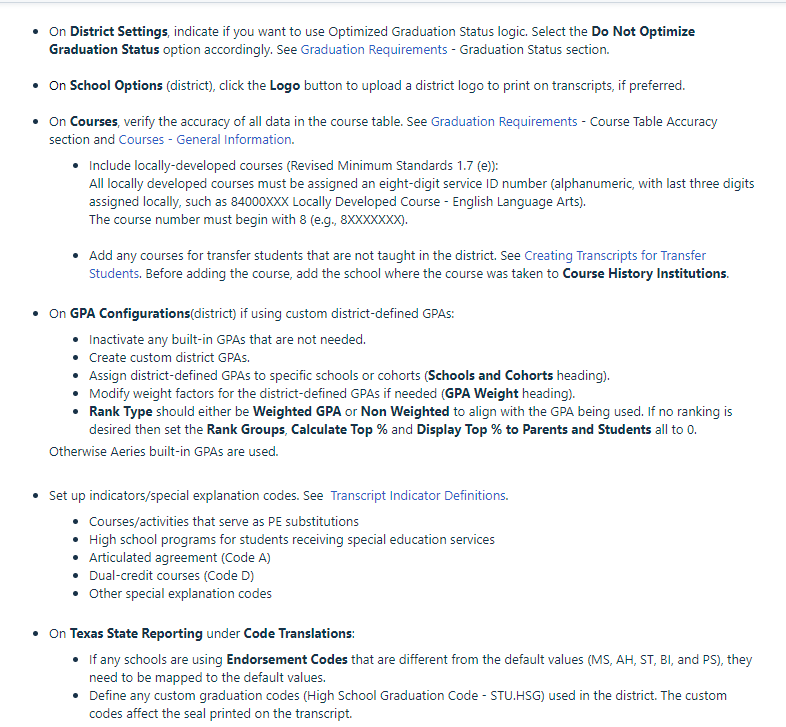 On District Settings, indicate if you want to use Optimized Graduation Status logic. Select the Do Not Optimize
Graduation Status option accordingly. See Graduation Requirements - Graduation Status section.
On School Options (district), click the Logo button to upload a district logo to print on transcripts, if preferred.
On Courses, verify the accuracy of all data in the course table. See Graduation Requirements - Course Table Accuracy
section and Courses - General Information.
Include locally-developed courses (Revised Minimum Standards 1.7 (e)):
All locally developed courses must be assigned an eight-digit service ID number (alphanumeric, with last three digits
assigned locally, such as 84000XXX Locally Developed Course - English Language Arts).
The course number must begin with 8 (e.g., 8XXXXXXX).
Add any courses for transfer students that are not taught in the district. See Creating Transcripts for Transfer
Students. Before adding the course, add the school where the course was taken to Course History Institutions.
On GPA Configurations(district) if using custom district-defined GPAs:
Inactivate any built-in GPAs that are not needed.
Create custom district GPAs.
Assign district-defined GPAs to specific schools or cohorts (Schools and Cohorts heading).
Modify weight factors for the district-defined GPAs if needed (GPA Weight heading).
Rank Type should either be Weighted GPA or Non Weighted to align with the GPA being used. If no ranking is
desired then set the Rank Groups, Calculate Top % and Display Top % to Parents and Students all to 0.
Otherwise Aeries built-in GPAs are used.
Set up indicators/special explanation codes. See Transcript Indicator Definitions.
Courses/activities that serve as PE substitutions
High school programs for students receiving special education services
Articulated agreement (Code A)
Dual-credit courses (Code D)
Other special explanation codes
On Texas State Reporting under Code Translations:
If any schools are using Endorsement Codes that are different from the default values (MS, AH, ST, BI, and PS), they
need to be mapped to the default values.
Define any custom graduation codes (High School Graduation Code - STU.HSG) used in the district. The custom
codes affect the seal printed on the transcript.